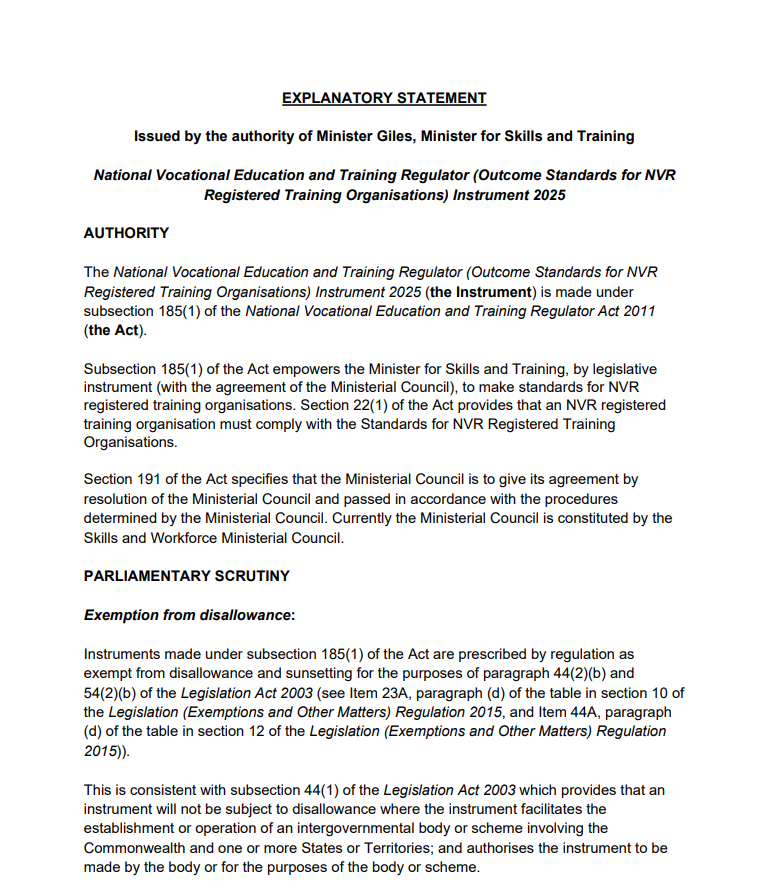 EXPLANATORY STATEMENT
Issued by the authority of Minister Giles, Minister for Skills and Training
National Vocational Education and Training Regulator (Outcome Standards for NVR
Registered Training Organisations) Instrument 2025
AUTHORITY
The National Vocational Education and Training Regulator (Outcome Standards for NVR
Registered Training Organisations) Instrument 2025 (the Instrument) is made under
subsection 185(1) of the National Vocational Education and Training Regulator Act 2011
(the Act).
Subsection 185(1) of the Act empowers the Minister for Skills and Training, by legislative
instrument (with the agreement of the Ministerial Council), to make standards for NVR
registered training organisations. Section 22(1) of the Act provides that an NVR registered
training organisation must comply with the Standards for NVR Registered Training
Organisations.
Section 191 of the Act specifies that the Ministerial Council is to give its agreement by
resolution of the Ministerial Council and passed in accordance with the procedures
determined by the Ministerial Council. Currently the Ministerial Council is constituted by the
Skills and Workforce Ministerial Council.
PARLIAMENTARY SCRUTINY
Exemption from disallowance:
Instruments made under subsection 185(1) of the Act are prescribed by regulation as
exempt from disallowance and sunsetting for the purposes of paragraph 44(2)(b) and
54(2)(b) of the Legislation Act 2003 (see Item 23A, paragraph (d) of the table in section 10 of
the Legislation (Exemptions and Other Matters) Regulation 2015, and Item 44A, paragraph
(d) of the table in section 12 of the Legislation (Exemptions and Other Matters) Regulation
2015)).
This is consistent with subsection 44(1) of the Legislation Act 2003 which provides that an
instrument will not be subject to disallowance where the instrument facilitates the
establishment or operation of an intergovernmental body or scheme involving the
Commonwealth and one or more States or Territories; and authorises the instrument to be
made by the body or for the purposes of the body or scheme.